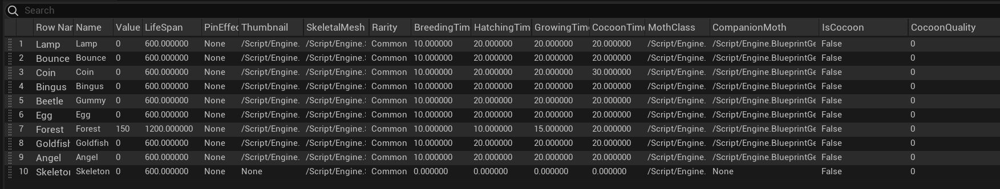 Search
Row Nar Name Value LifeSpan PinEffec Thumbnail SkeletalMesh Rarity BreedingTim HatchingTim GrowingTime CocoonTime MothClass CompanionMoth IsCocoon CocoonQuality
1 Lamp Lamp 0 600.000000 None /Script/Engine. /Script/Engine.S Common 10.000000 20.000000 20.000000 20.000000 /Script/Engine. /Script/Engine.BlueprintGe False 0
2 Bounce Bounce 0 600.000000 None /Script/Engine. /Script/Engine.S Common 10.000000 20.000000 20.000000 20.000000 /Script/Engine. /Script/Engine.BlueprintGe False 0
3 Coin Coin 0 600.000000 None /Script/Engine. /Script/Engine.S Common 10.000000 20.000000 20.000000 30.000000 /Script/Engine. /Script/Engine.BlueprintGe False 0
4 Bingus Bingus 0 600.000000 None /Script/Engine. /Script/Engine.S Common 10.000000 20.000000 20.000000 20.000000 /Script/Engine. /Script/Engine.BlueprintGe False 0
5 Beetle Gummy 0 600.000000 None /Script/Engine. /Script/Engine.S Common 10.000000 20.000000 20.000000 20.000000 /Script/Engine. /Script/Engine.BlueprintGe False 0
6 Egg Egg 0 600.000000 None /Script/Engine. /Script/Engine.S Common 10.000000 20.000000 20.000000 20.000000 /Script/Engine. /Script/Engine.BlueprintGe False 0
7 Forest Forest 150 1200.000000 None /Script/Engine. /Script/Engine.S Common 10.000000 10.000000 15.000000 20.000000 /Script/Engine. /Script/Engine.BlueprintGe False 0
8 Goldfish Goldfish 0 600.000000 None /Script/Engine. /Script/Engine.S Common 10.000000 20.000000 20.000000 20.000000 /Script/Engine. /Script/Engine.BlueprintGe False 0
9 Angel Angel 0 600.000000 None /Script/Engine. /Script/Engine.S Common 10.000000 20.000000 20.000000 20.000000 /Script/Engine. /Script/Engine.BlueprintGe False 0
10 Skeletor Skeleton 0 600.000000 None None /Script/Engine.S Common 0.000000 0.000000 0.000000 0.000000 /Script/Engine. None False 0